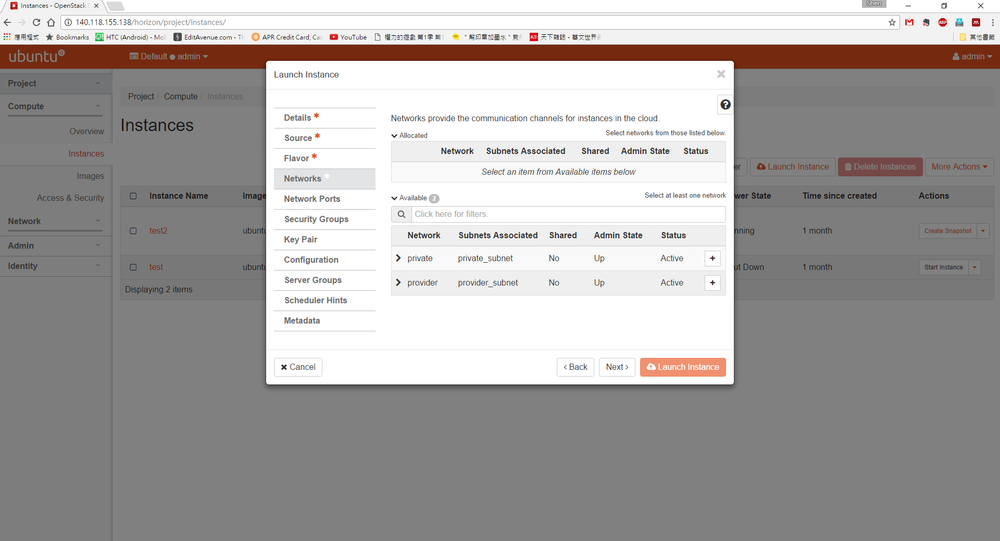 Instances - OpenStack
Shen
140.118.155.138/horizon/project/instances/
ABP
應用程式 Bookmarks HTC (Android) - Mob EditAvenue.com - Th APR Credit Card, Cas YouTube 權力的遊戲 第1季 第1 " 幫印章加墨水 " 竟 天下雜誌 - 華文世界 其他書籤
ubuntu Default admin admin
Launch Instance
Project
Project / Compute / Instances
Compute
Overview
Instances
Instances
Images
Access & Security
Network
Admin
Identity
er Launch Instance Delete Instances More Actions
Instance Name Image wer State Time since created Actions
test2 ubuntu nning 1 month Create Snapshot
test ubuntu ut Down 1 month Start Instance
Displaying 2 items
Details *
Source *
Flavor *
Networks *
Network Ports
Security Groups
Key Pair
Configuration
Server Groups
Scheduler Hints
Metadata
Networks provide the communication channels for instances in the cloud.
Allocated Select networks from those listed below.
Network Subnets Associated Shared Admin State Status
Select an item from Available items below
Available 2 Select at least one network
Click here for filters.
Network Subnets Associated Shared Admin State Status
private private_subnet No Up Active +
provider provider_subnet No Up Active +
Cancel < Back Next > Launch Instance